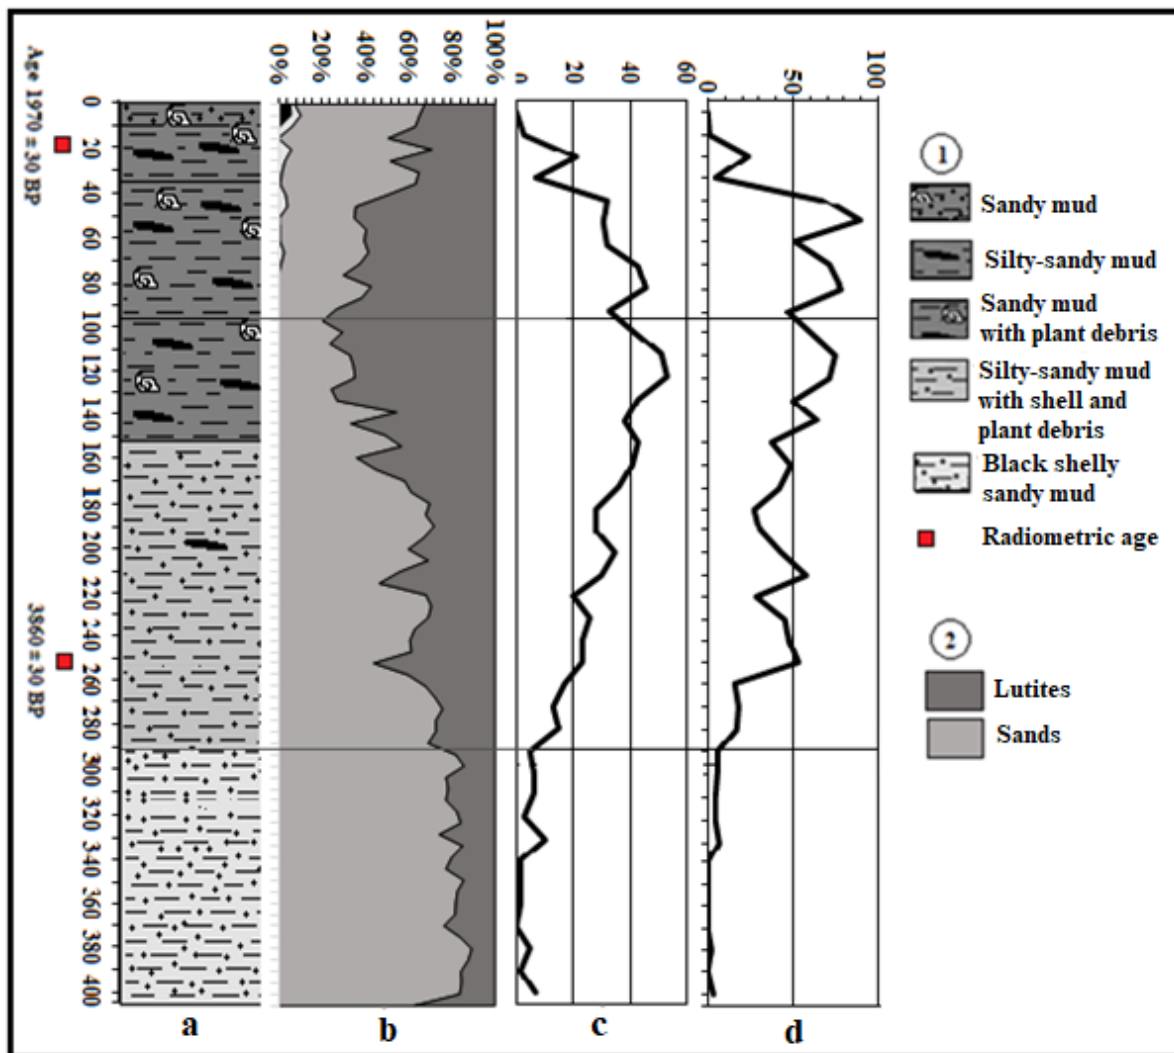 0%
20%
40%
60%
80%
100%
0
20
40
60
0
50
100
Age 1970 ± 30 BP
3860 ± 30 BP
0
20
40
60
80
100
120
140
160
180
200
220
240
260
280
300
320
340
360
380
400
a
b
c
d
1
Sandy mud
Silty-sandy mud
Sandy mud
with plant debris
Silty-sandy mud
with shell and
plant debris
Black shelly
sandy mud
Radiometric age
2
Lutites
Sands